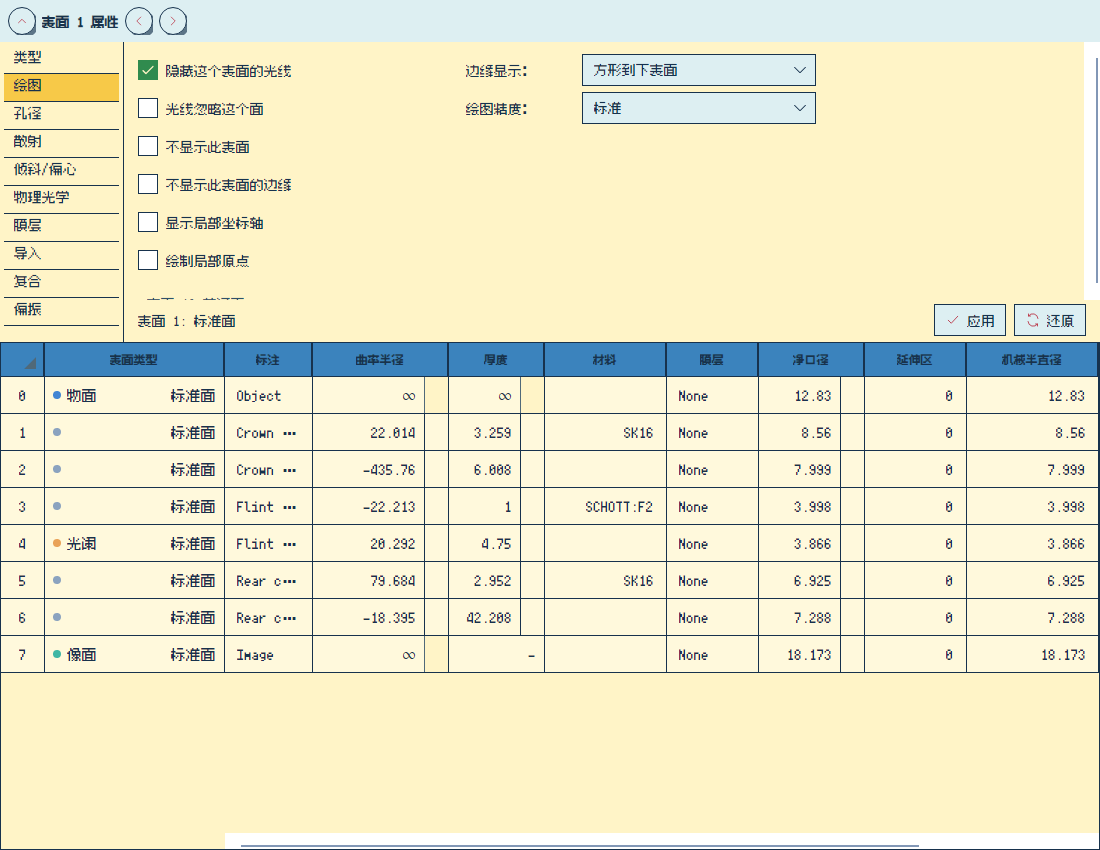 表面 1 属性
类型
绘图
孔径
散射
倾斜/偏心
物理光学
膜层
导入
复合
偏振
隐藏这个表面的光线
光线忽略这个面
不显示此表面
不显示此表面的边缘
显示局部坐标轴
绘制局部原点
边缘显示: 方形到下表面
绘图精度: 标准
表面 1: 标准面
应用 还原
表面类型 标注 曲率半径 厚度 材料 膜层 净口径 延伸区 机械半直径
0 物面 标准面 Object ∞ ∞ None 12.83 0 12.83
1 标准面 Crown … 22.014 3.259 SK16 None 8.56 0 8.56
2 标准面 Crown … -435.76 6.008 None 7.999 0 7.999
3 标准面 Flint … -22.213 1 SCHOTT:F2 None 3.998 0 3.998
4 光阑 标准面 Flint … 20.292 4.75 None 3.866 0 3.866
5 标准面 Rear c… 79.684 2.952 SK16 None 6.925 0 6.925
6 标准面 Rear c… -18.395 42.208 None 7.288 0 7.288
7 像面 标准面 Image ∞ - None 18.173 0 18.173